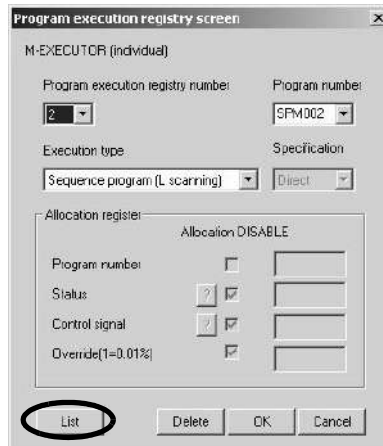 Program execution registry screen
M-EXECUTOR (individual)
Program execution registry number Program number
2 SPM002
Execution type Specification
Sequence program (L scanning) Direct
Allocation register
Allocation DISABLE
Program number
Status ?
Control signal ?
Override(1=0.01%)
List Delete OK Cancel